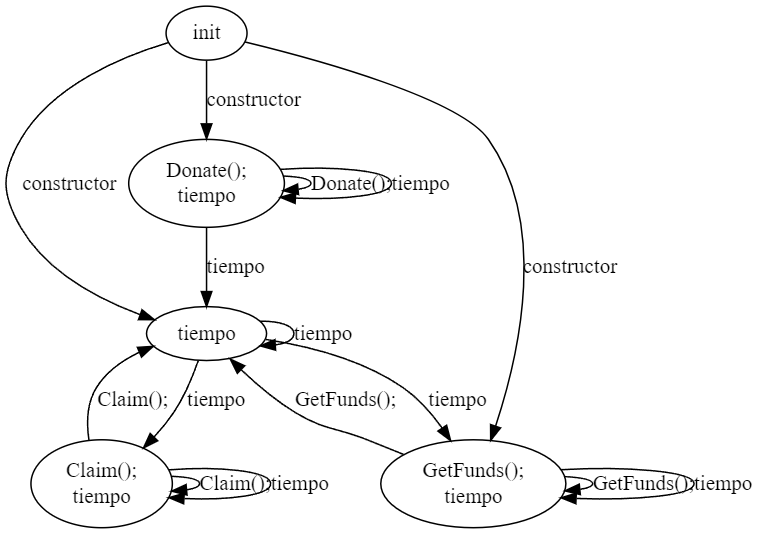 init
constructor
Donate();
tiempo
constructor
Donate();
tiempo
tiempo
constructor
tiempo
tiempo
Claim();
tiempo
GetFunds();
tiempo
Claim();
tiempo
Claim();
tiempo
GetFunds();
tiempo
GetFunds();
tiempo